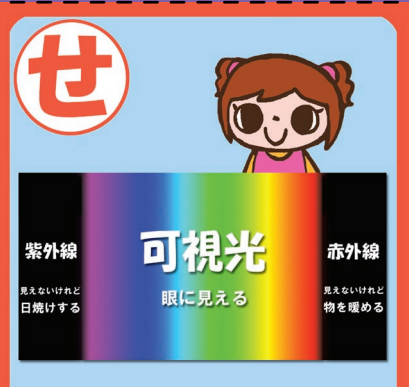 せ
紫外線
見えないけれど
日焼けする
可視光
眼に見える
赤外線
見えないけれど
物を暖める